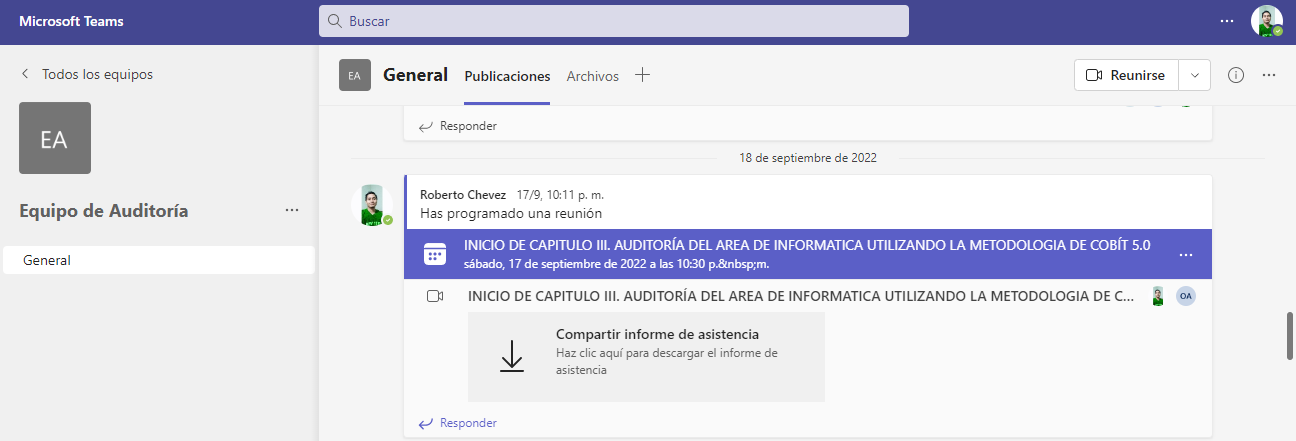 Microsoft Teams
Buscar
Todos los equipos
EA
Equipo de Auditoría
General
EA
General
Publicaciones
Archivos
Reunirse
Responder
18 de septiembre de 2022
Roberto Chevez 17/9, 10:11 p. m.
Has programado una reunión
INICIO DE CAPITULO III. AUDITORÍA DEL AREA DE INFORMATICA UTILIZANDO LA METODOLOGIA DE COBÍT 5.0
sábado, 17 de septiembre de 2022 a las 10:30 p.&nbsp;m.
INICIO DE CAPITULO III. AUDITORÍA DEL AREA DE INFORMATICA UTILIZANDO LA METODOLOGIA DE C...
OA
Compartir informe de asistencia
Haz clic aquí para descargar el informe de
asistencia
Responder